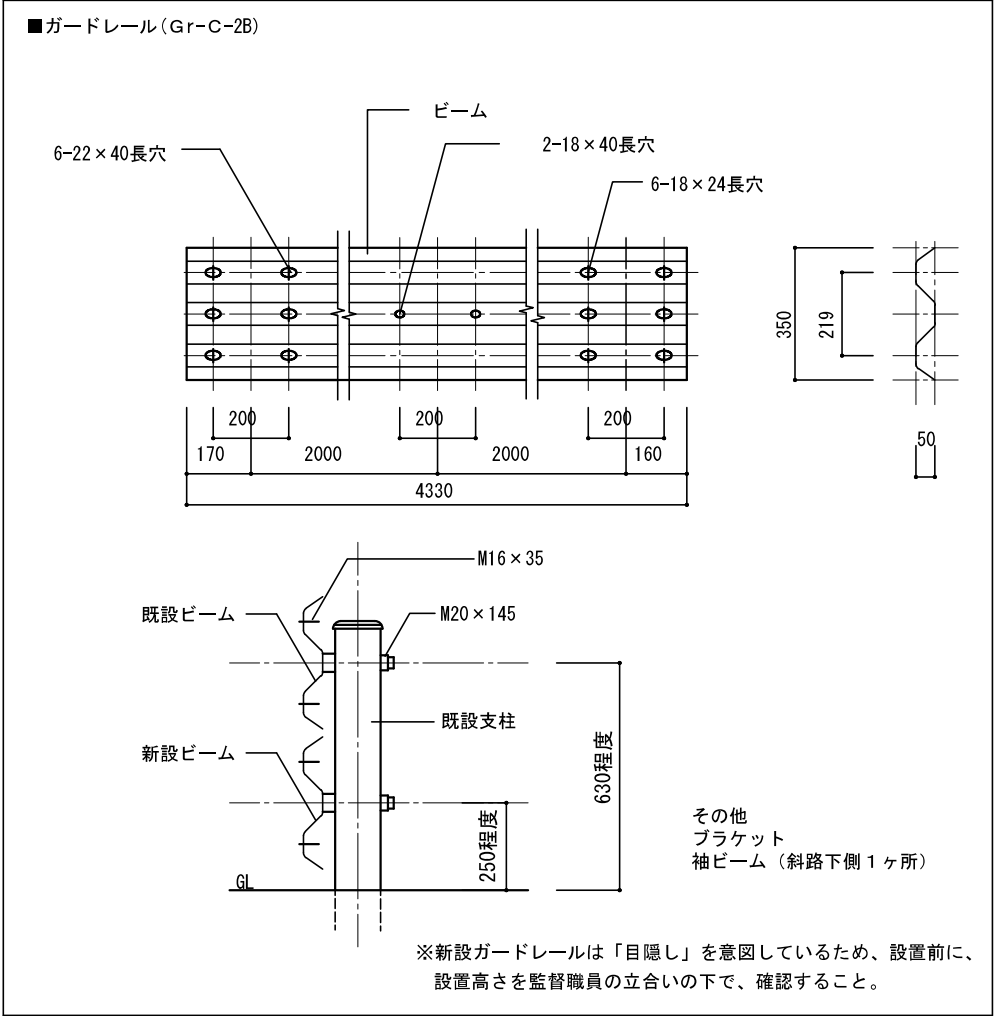 ■ガードレール(Gr-C-2B)
ビーム
6-22×40長穴
2-18×40長穴
6-18×24長穴
350
219
50
200
200
200
170
2000
2000
160
4330
M16×35
既設ビーム
M20×145
既設支柱
新設ビーム
630程度
250程度
GL
その他
ブラケット
袖ビーム（斜路下側１ヶ所）
※新設ガードレールは「目隠し」を意図しているため、設置前に、
設置高さを監督職員の立合いの下で、確認すること。